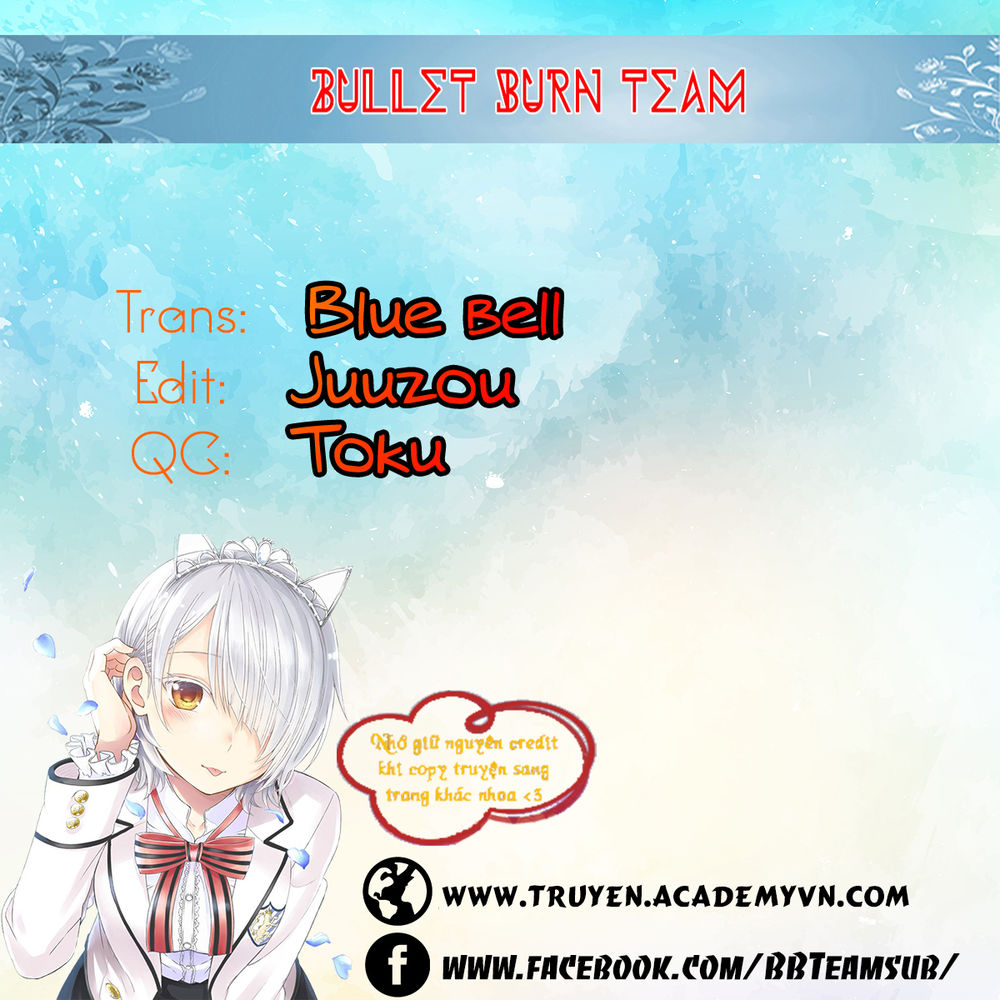 BULLET BURN TEAM
Trans: Blue Bell
Edit: Juuzou
QC: Toku
Nhớ giữ nguyên credit
khi copy truyện sang
trang khác nhoa <3
WWW.TRUYEN.ACADEMYVN.COM
f WWW.FACEBOOK.COM/BBTEAMSUB/